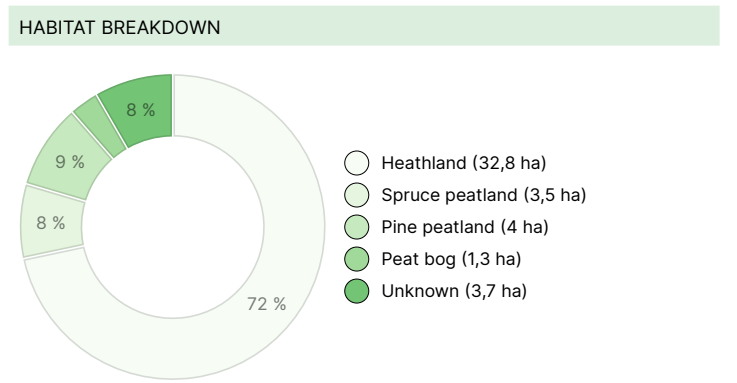 HABITAT BREAKDOWN
8 %
9 %
8 %
72 %
Heathland (32,8 ha)
Spruce peatland (3,5 ha)
Pine peatland (4 ha)
Peat bog (1,3 ha)
Unknown (3,7 ha)